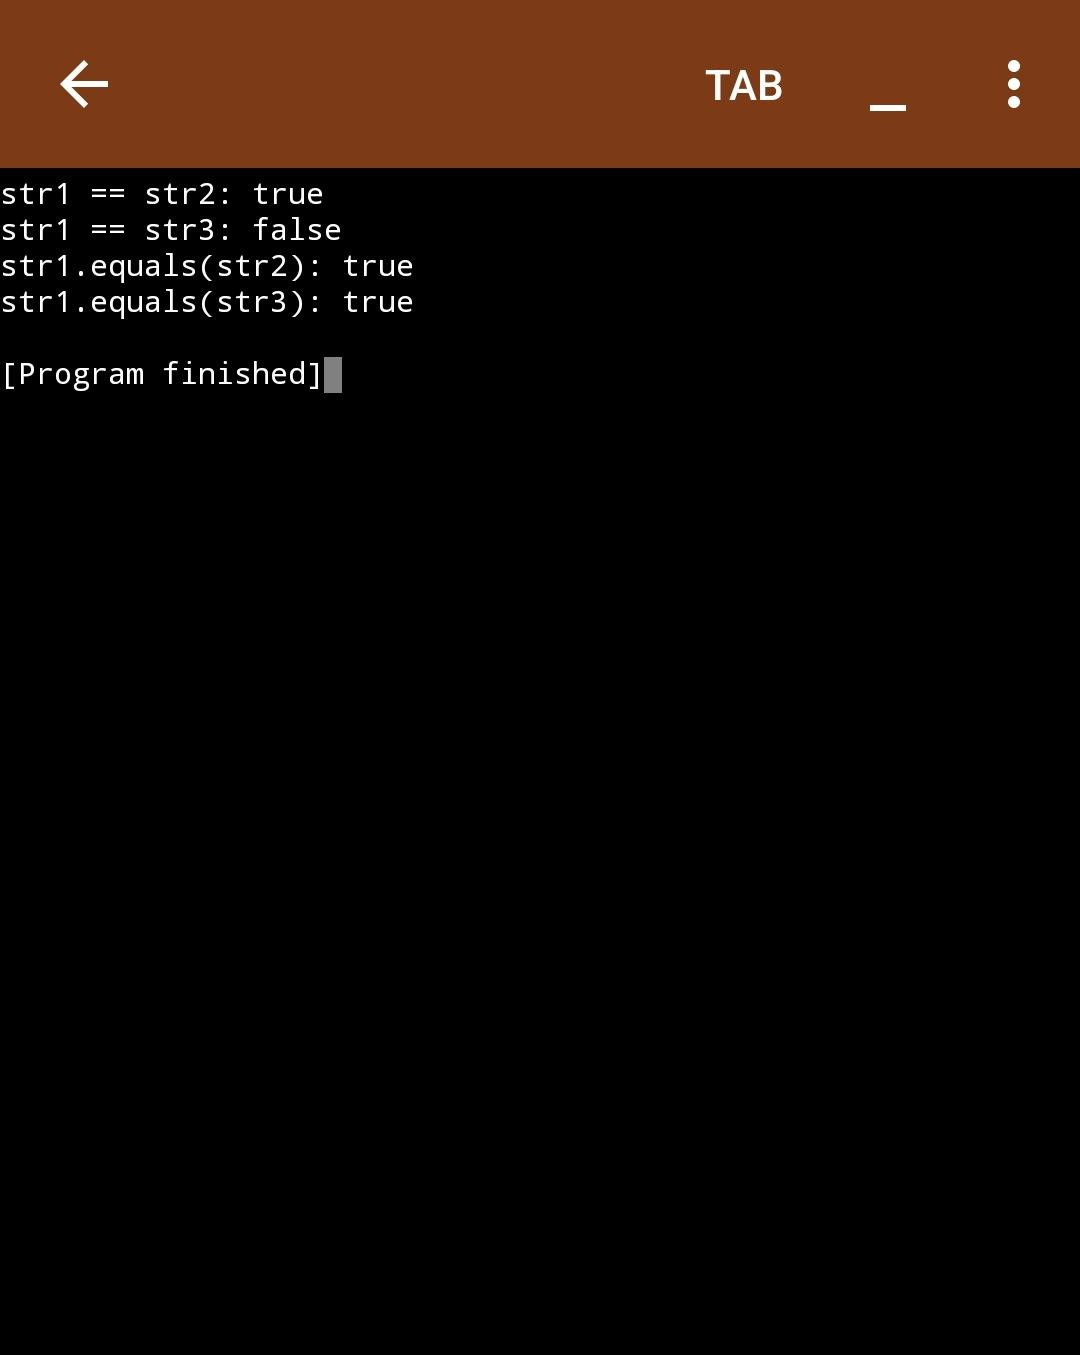 TAB
str1 == str2: true
str1 == str3: false
str1.equals(str2): true
str1.equals(str3): true
[Program finished]